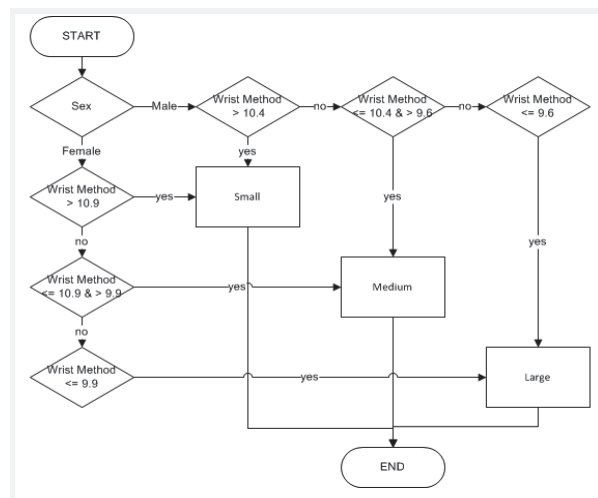 START
Sex
Male
Wrist Method
> 10.4
no
Wrist Method
<= 10.4 & > 9.6
no
Wrist Method
<= 9.6
Female
yes
Wrist Method
> 10.9
yes
Small
yes
yes
no
Wrist Method
<= 10.9 & > 9.9
yes
Medium
no
Wrist Method
<= 9.9
yes
Large
END